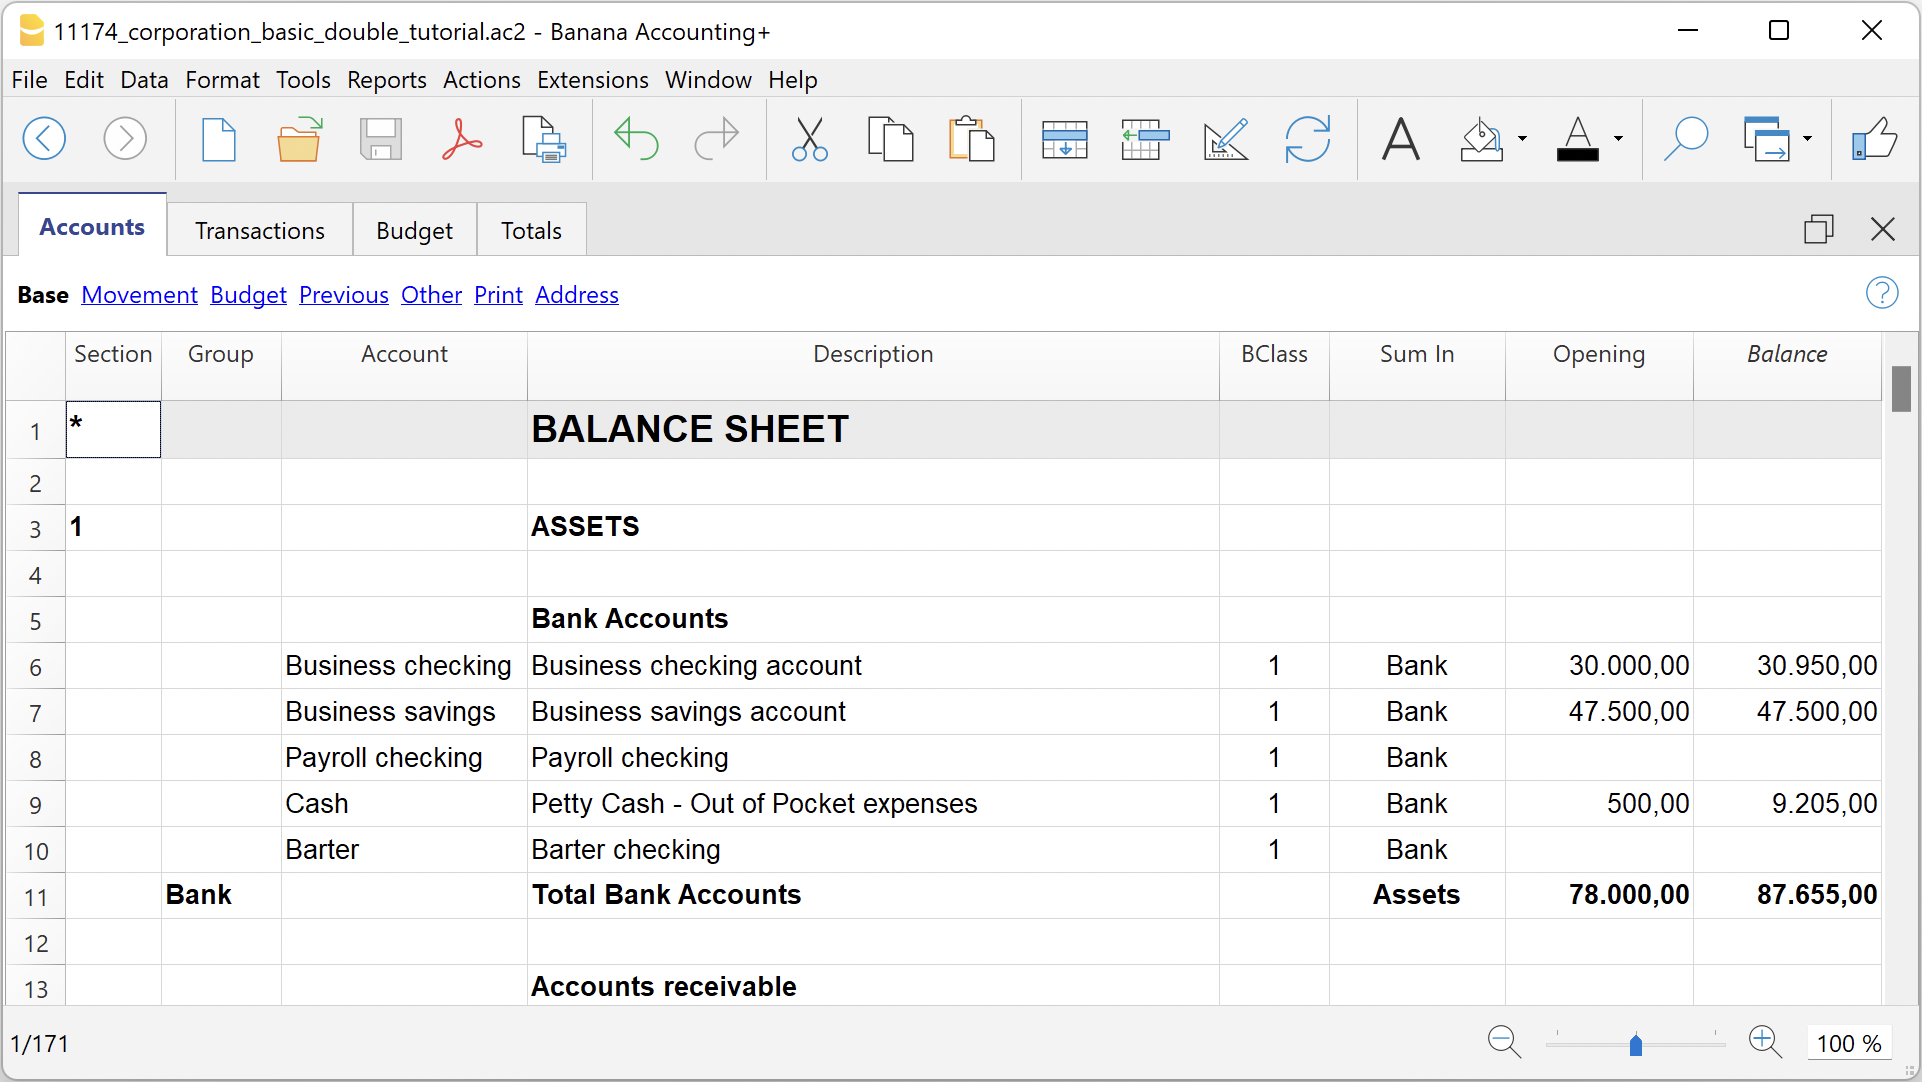 11174_corporation_basic_double_tutorial.ac2 - Banana Accounting+
File Edit Data Format Tools Reports Actions Extensions Window Help
Accounts Transactions Budget Totals
Base Movement Budget Previous Other Print Address
Section Group Account Description BClass Sum In Opening Balance
1 * BALANCE SHEET
2
3 1 ASSETS
4
5 Bank Accounts
6 Business checking Business checking account 1 Bank 30.000,00 30.950,00
7 Business savings Business savings account 1 Bank 47.500,00 47.500,00
8 Payroll checking Payroll checking 1 Bank
9 Cash Petty Cash - Out of Pocket expenses 1 Bank 500,00 9.205,00
10 Barter Barter checking 1 Bank
11 Bank Total Bank Accounts Assets 78.000,00 87.655,00
12
13 Accounts receivable
1/171 100 %